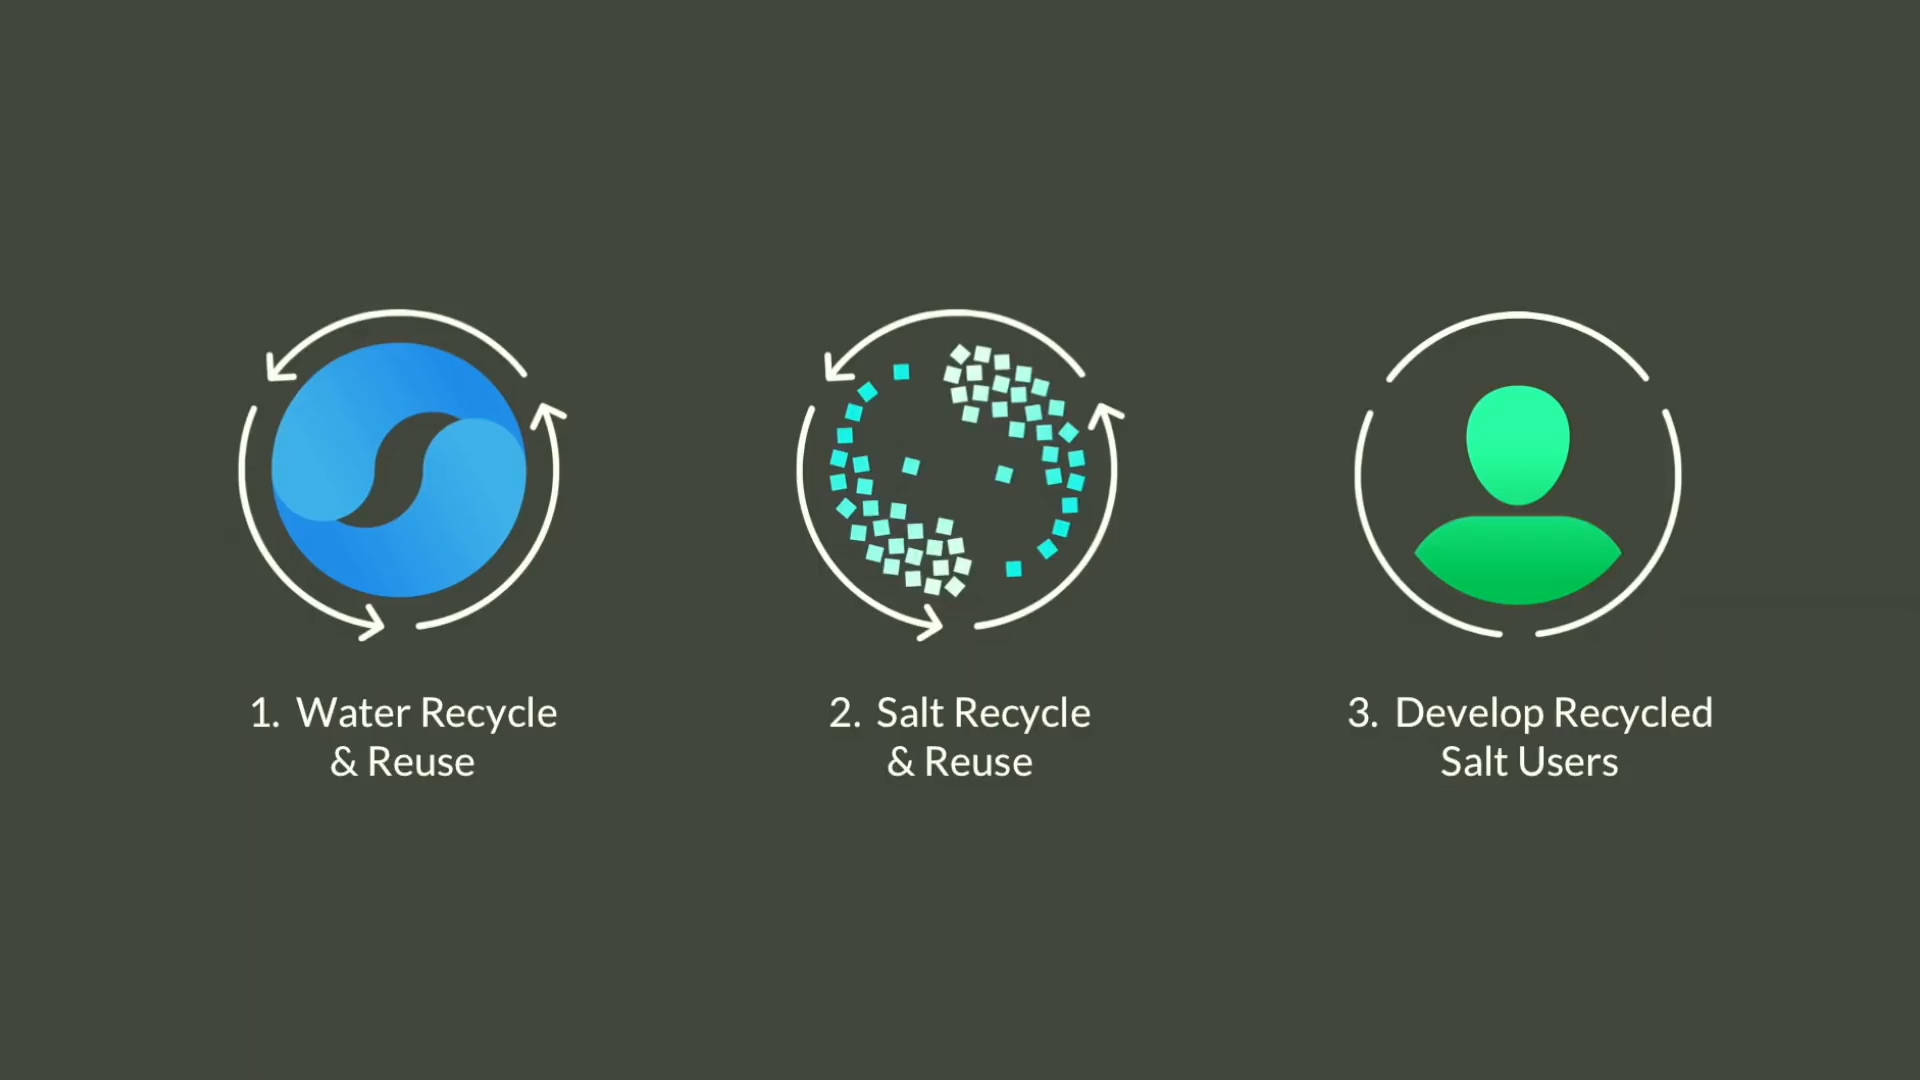 1. Water Recycle
& Reuse
2. Salt Recycle
& Reuse
3. Develop Recycled
Salt Users